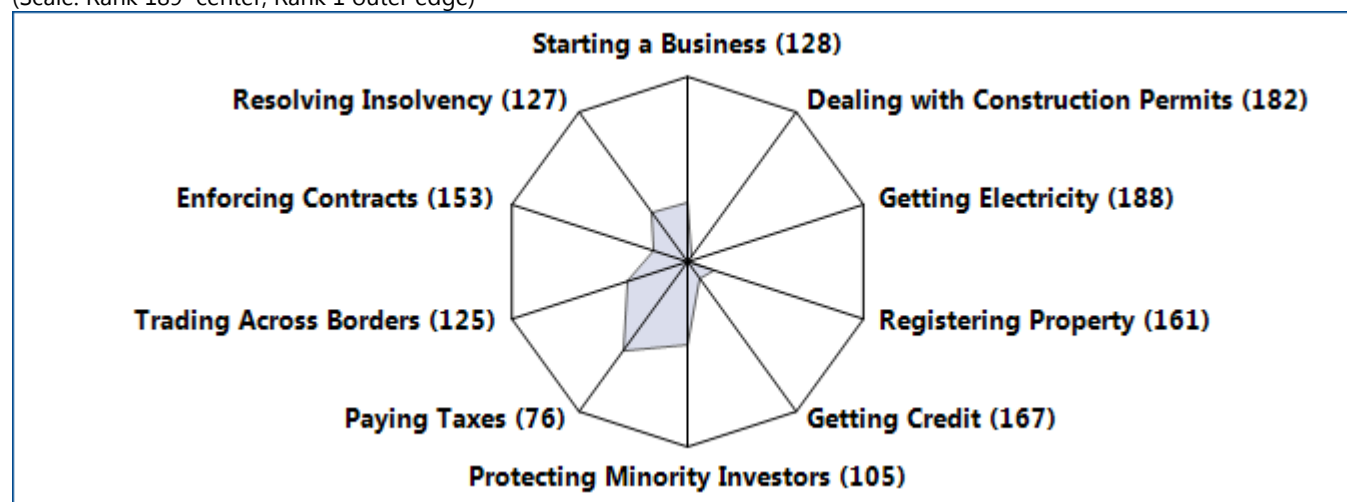 (Scale: Rank 189 center, Rank 1 outer edge)
Starting a Business (128)
Resolving Insolvency (127)
Dealing with Construction Permits (182)
Enforcing Contracts (153)
Getting Electricity (188)
Trading Across Borders (125)
Registering Property (161)
Paying Taxes (76)
Getting Credit (167)
Protecting Minority Investors (105)